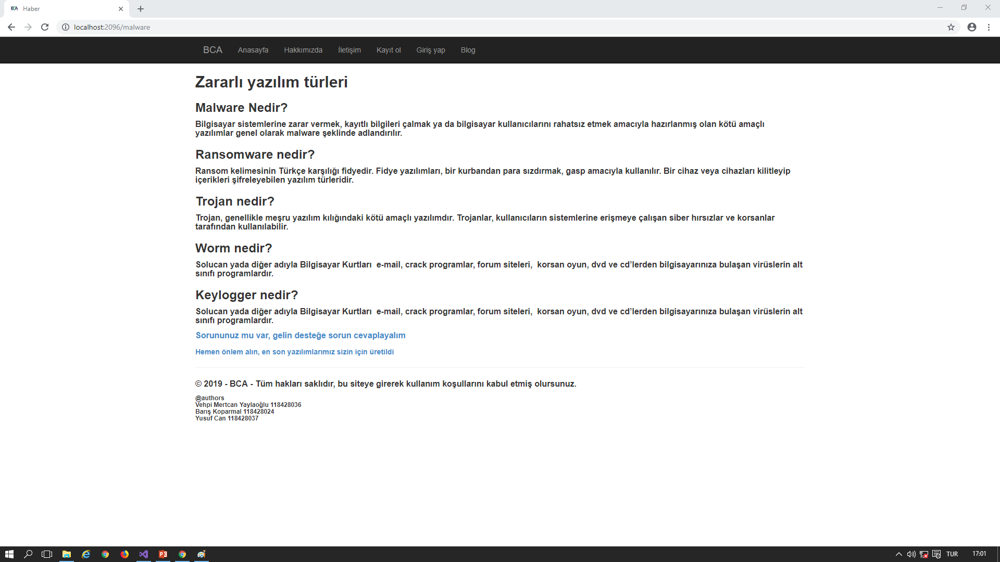 BCA Haber
localhost:2096/malware
BCA Anasayfa Hakkımızda İletişim Kayıt ol Giriş yap Blog
Zararlı yazılım türleri
Malware Nedir?
Bilgisayar sistemlerine zarar vermek, kayıtlı bilgileri çalmak ya da bilgisayar kullanıcılarını rahatsız etmek amacıyla hazırlanmış olan kötü amaçlı
yazılımlar genel olarak malware şeklinde adlandırılır.
Ransomware nedir?
Ransom kelimesinin Türkçe karşılığı fidyedir. Fidye yazılımları, bir kurbandan para sızdırmak, gasp amacıyla kullanılır. Bir cihaz veya cihazları kilitleyip
içerikleri şifreleyebilen yazılım türleridir.
Trojan nedir?
Trojan, genellikle meşru yazılım kılığındaki kötü amaçlı yazılımdır. Trojanlar, kullanıcıların sistemlerine erişmeye çalışan siber hırsızlar ve korsanlar
tarafından kullanılabilir.
Worm nedir?
Solucan yada diğer adıyla Bilgisayar Kurtları  e-mail, crack programlar, forum siteleri,  korsan oyun, dvd ve cd’lerden bilgisayarınıza bulaşan virüslerin alt
sınıfı programlardır.
Keylogger nedir?
Solucan yada diğer adıyla Bilgisayar Kurtları  e-mail, crack programlar, forum siteleri,  korsan oyun, dvd ve cd’lerden bilgisayarınıza bulaşan virüslerin alt
sınıfı programlardır.
Sorununuz mu var, gelin desteğe sorun cevaplayalım
Hemen önlem alın, en son yazılımlarımız sizin için üretildi
© 2019 - BCA - Tüm hakları saklıdır, bu siteye girerek kullanım koşullarını kabul etmiş olursunuz.
@authors
Vehpi Mertcan Yaylaoğlu 118428036
Barış Koparmal 118428024
Yusuf Can 118428037
TUR 17:01